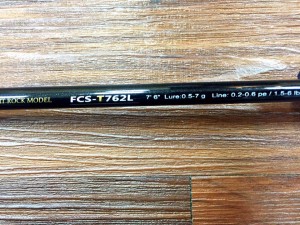 ROCK MODEL FCS-T762L 7' 6" Lure:0.5-7 g Line: 0.2-0.6 pe / 1.5-6 lb